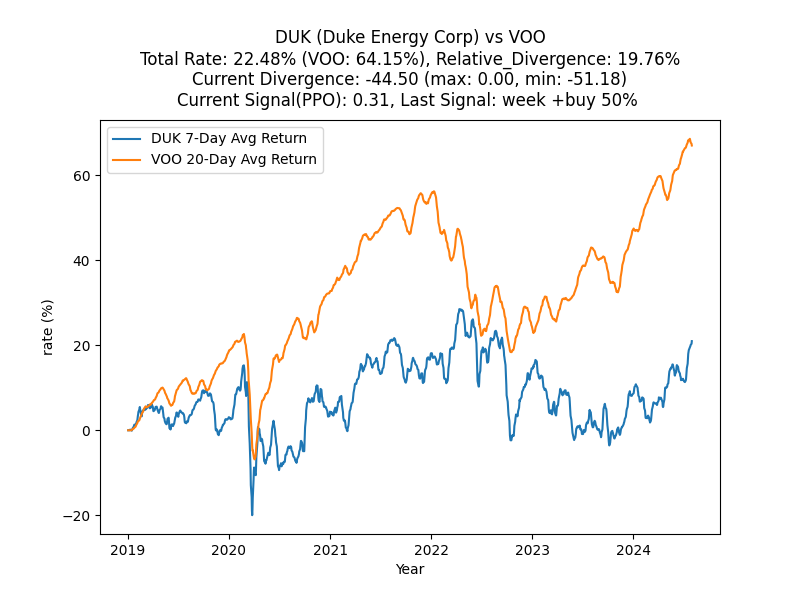 DUK (Duke Energy Corp) vs VOO
Total Rate: 22.48% (VOO: 64.15%), Relative_Divergence: 19.76%
Current Divergence: -44.50 (max: 0.00, min: -51.18)
Current Signal(PPO): 0.31, Last Signal: week +buy 50%
DUK 7-Day Avg Return
VOO 20-Day Avg Return
60
40
20
0
−20
rate (%)
2019
2020
2021
2022
2023
2024
Year